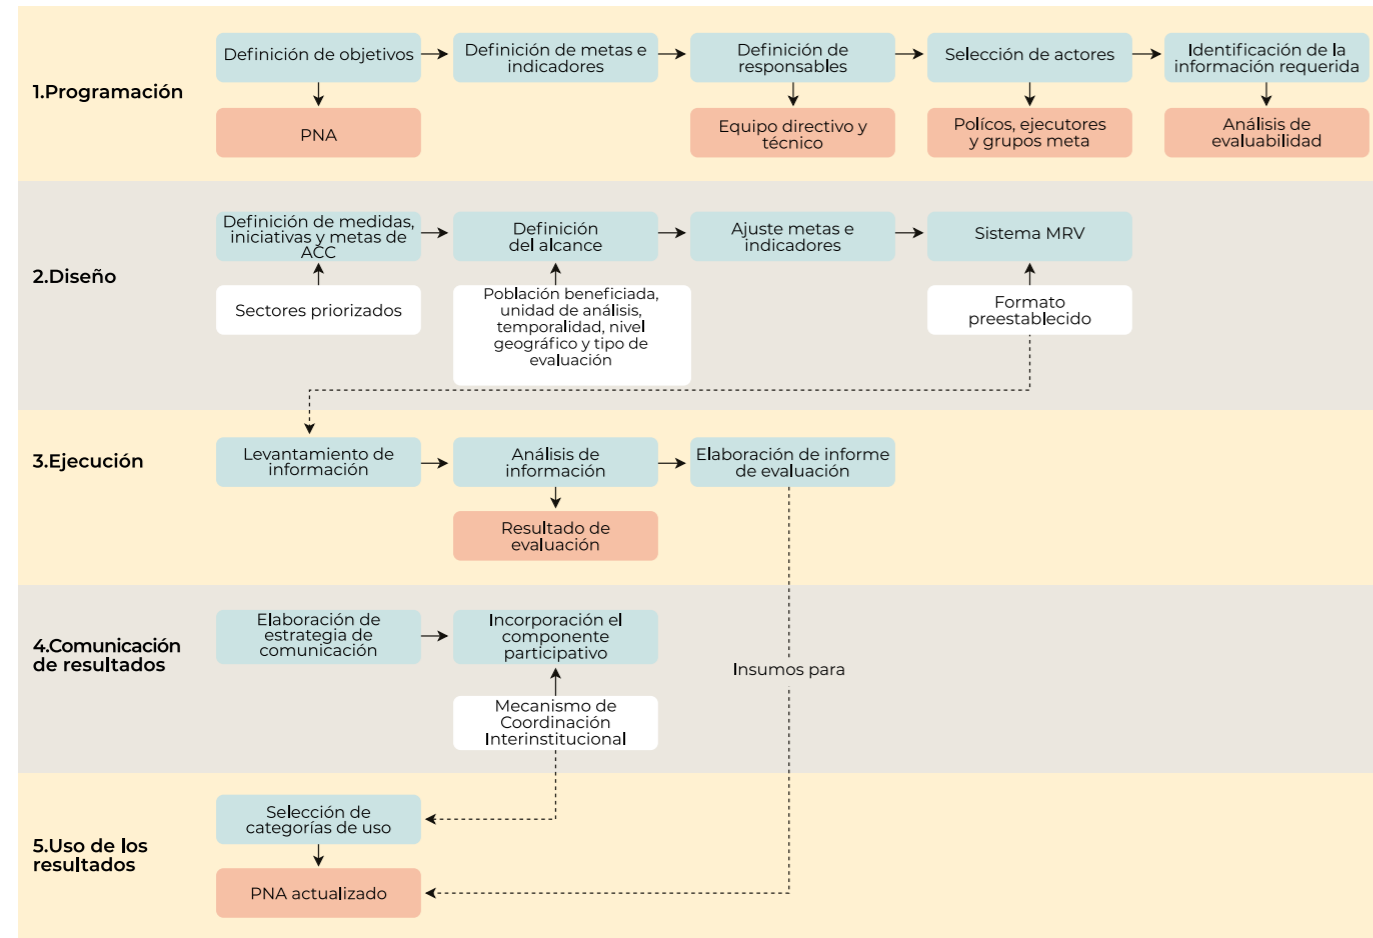 1.Programación
Definición de objetivos
Definición de metas e
indicadores
Definición de
responsables
Selección de actores
Identificación de la
información requerida
PNA
Equipo directivo y
técnico
Polícos, ejecutores
y grupos meta
Análisis de
evaluabilidad
2.Diseño
Definición de medidas,
iniciativas y metas de
ACC
Definición
del alcance
Ajuste metas e
indicadores
Sistema MRV
Sectores priorizados
Población beneficiada,
unidad de análisis,
temporalidad, nivel
geográfico y tipo de
evaluación
Formato
preestablecido
3.Ejecución
Levantamiento de
información
Análisis de
información
Elaboración de informe
de evaluación
Resultado de
evaluación
4.Comunicación
de resultados
Elaboración de
estrategia de
comunicación
Incorporación el
componente
participativo
Insumos para
Mecanismo de
Coordinación
Interinstitucional
5.Uso de los
resultados
Selección de
categorías de uso
PNA actualizado